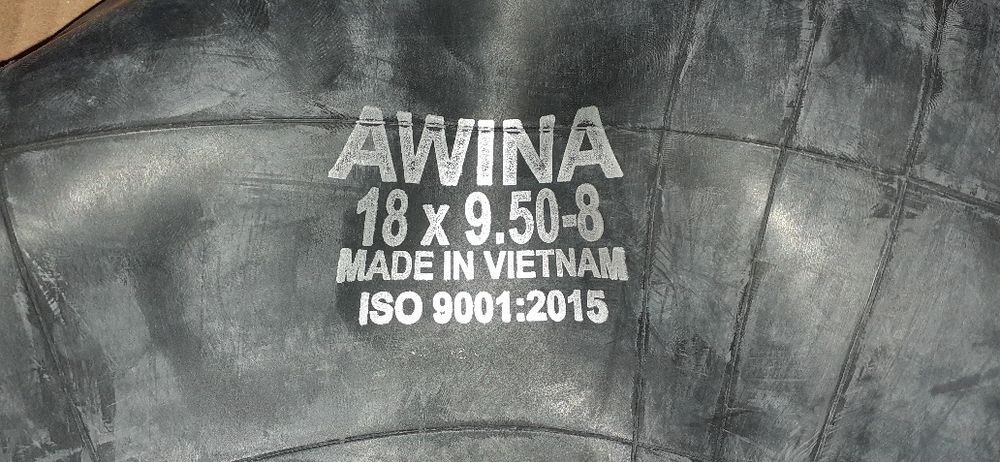 AWINA
18 x 9.50-8
MADE IN VIETNAM
ISO 9001:2015